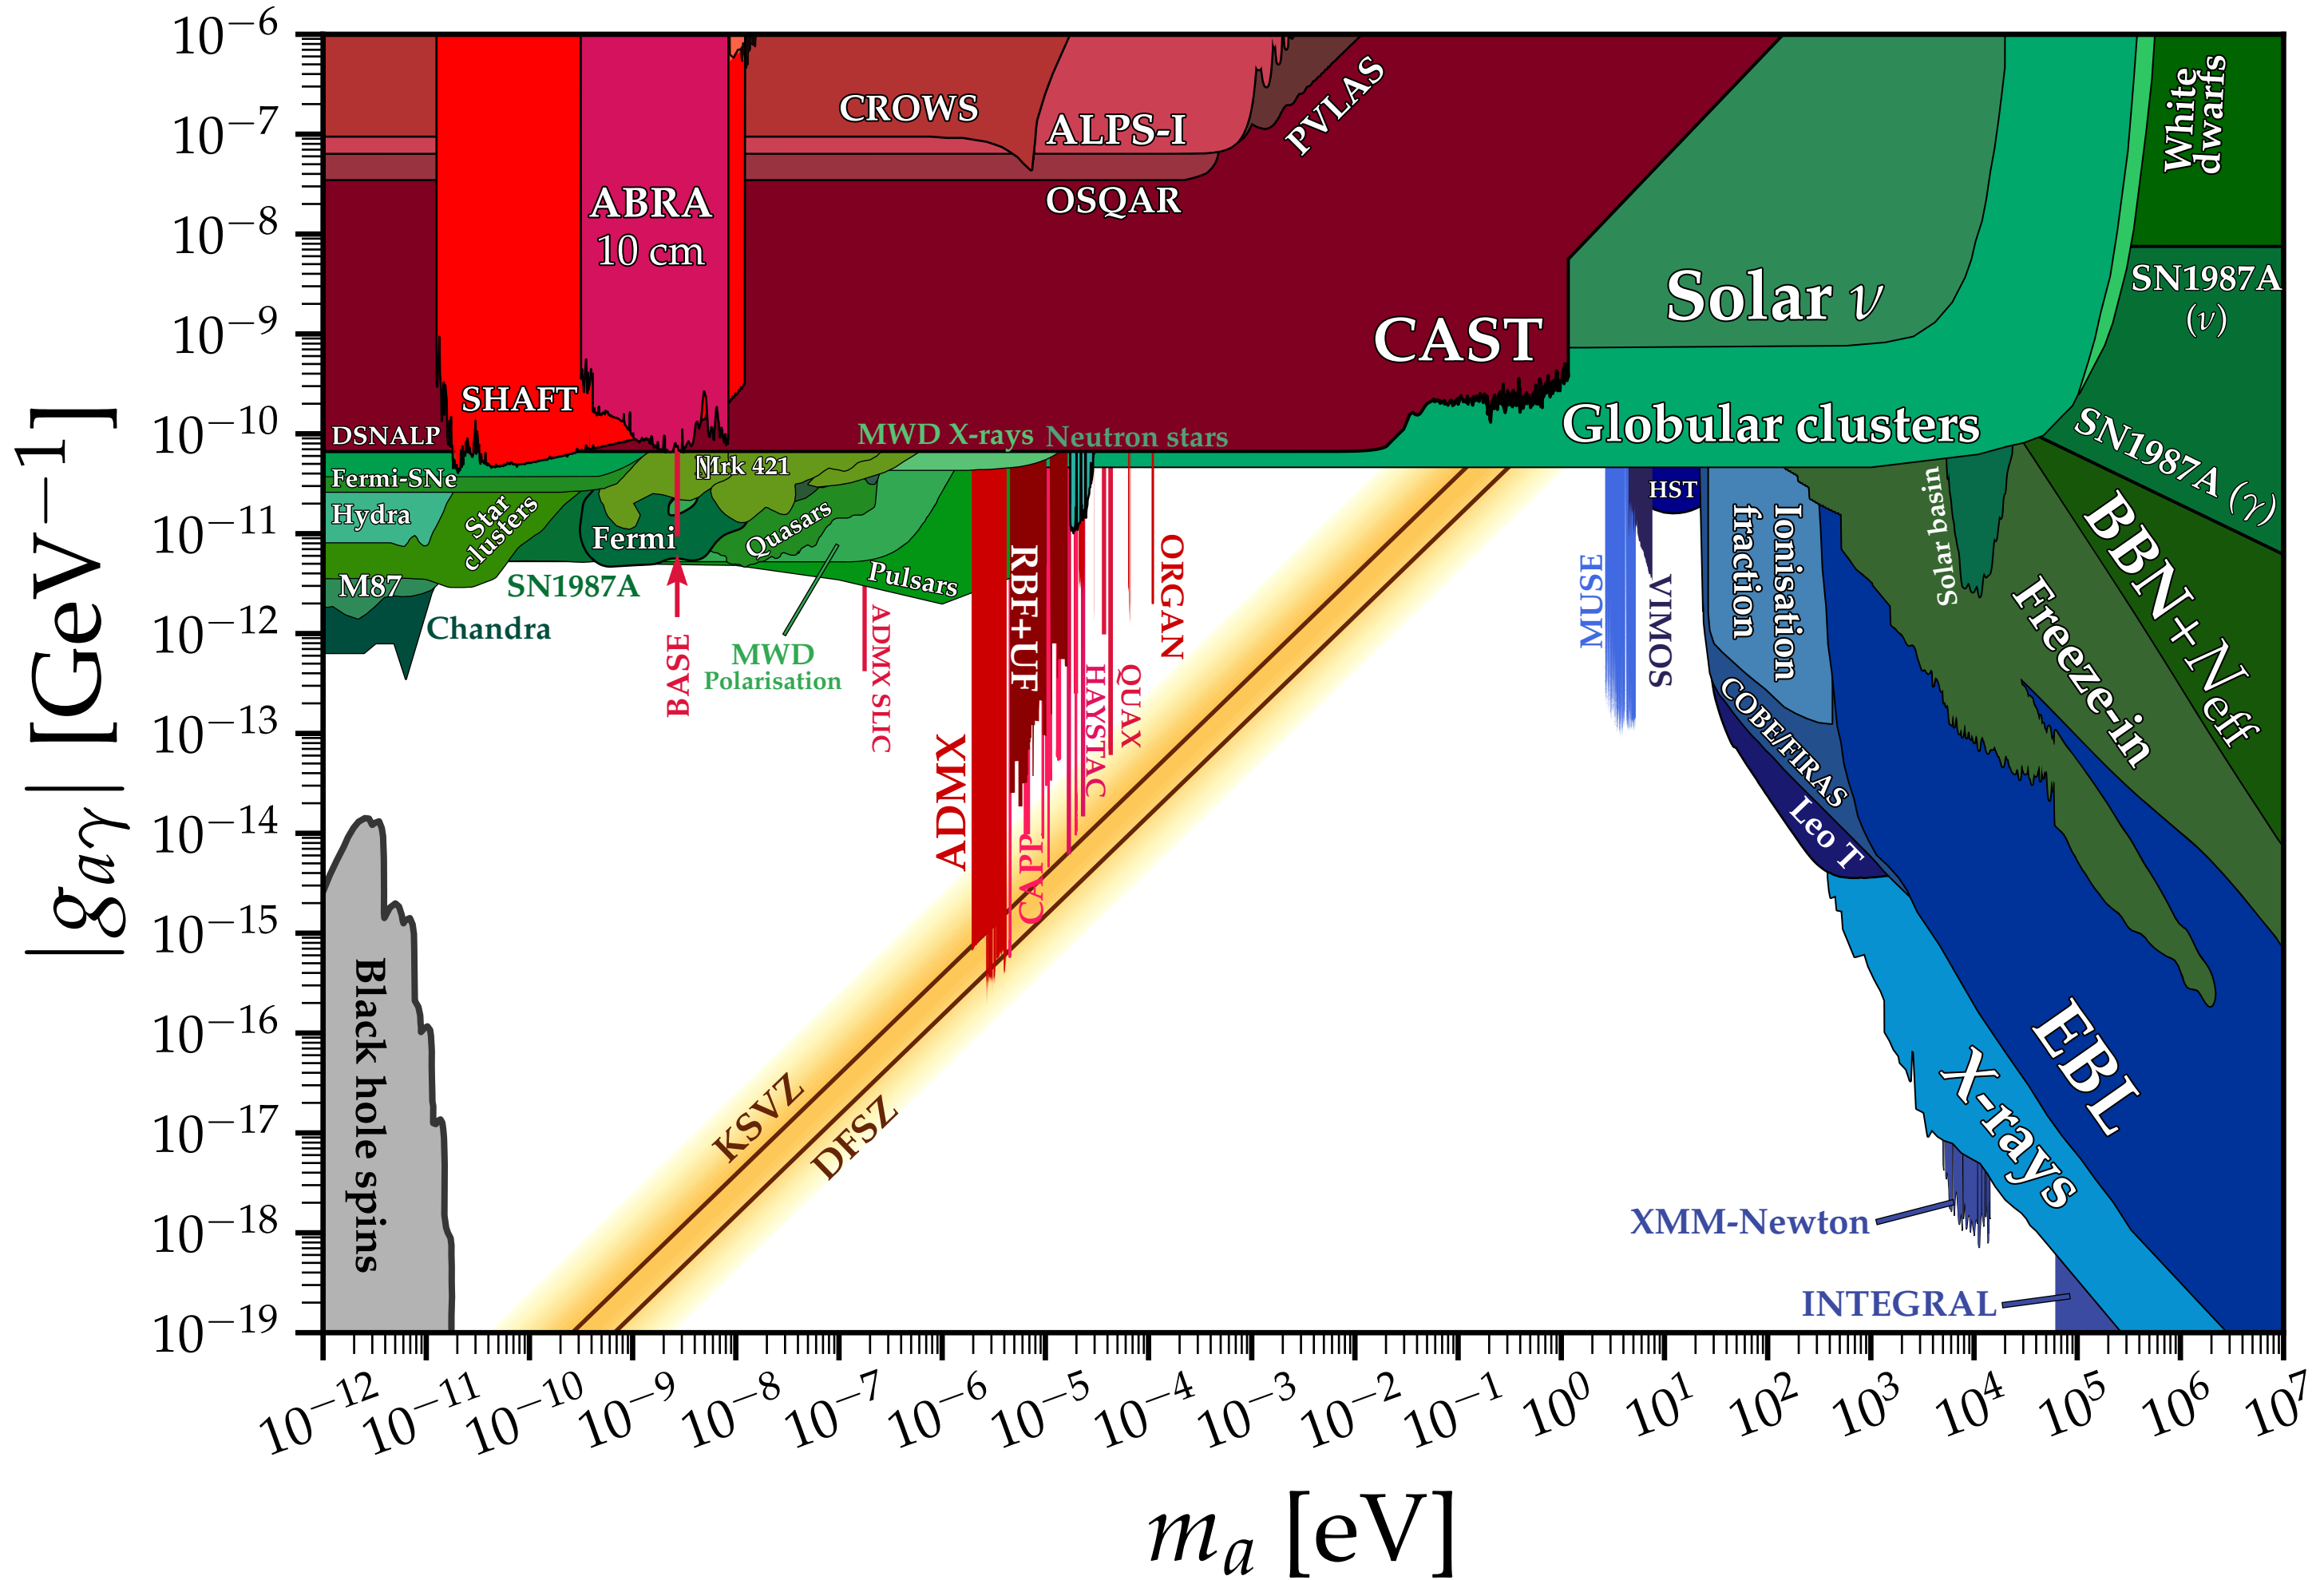 |g_{aγ}| [GeV^{−1}]
10^{−6}
10^{−7}
10^{−8}
10^{−9}
10^{−10}
10^{−11}
10^{−12}
10^{−13}
10^{−14}
10^{−15}
10^{−16}
10^{−17}
10^{−18}
10^{−19}
CROWS
ALPS-I
PVLAS
OSQAR
ABRA
10 cm
SHAFT
CAST
Solar ν
Globular clusters
White
dwarfs
SN1987A
(ν)
SN1987A (γ)
DSNALP
Fermi-SNe
Hydra
M87
Star
clusters
Chandra
SN1987A
Fermi
Mrk 421
MWD X-rays
Neutron stars
Quasars
Pulsars
MWD
Polarisation
BASE
ADMX SLIC
ADMX
RBF+UF
CAPP
HAYSTAC
QUAX
ORGAN
MUSE
VIMOS
HST
Ionisation
fraction
COBE/FIRAS
Leo T
Solar basin
Freeze-in
BBN+N_{eff}
EBL
X-rays
XMM-Newton
INTEGRAL
KSVZ
DFSZ
Black hole spins
10^{−12}
10^{−11}
10^{−10}
10^{−9}
10^{−8}
10^{−7}
10^{−6}
10^{−5}
10^{−4}
10^{−3}
10^{−2}
10^{−1}
10^{0}
10^{1}
10^{2}
10^{3}
10^{4}
10^{5}
10^{6}
10^{7}
m_a [eV]